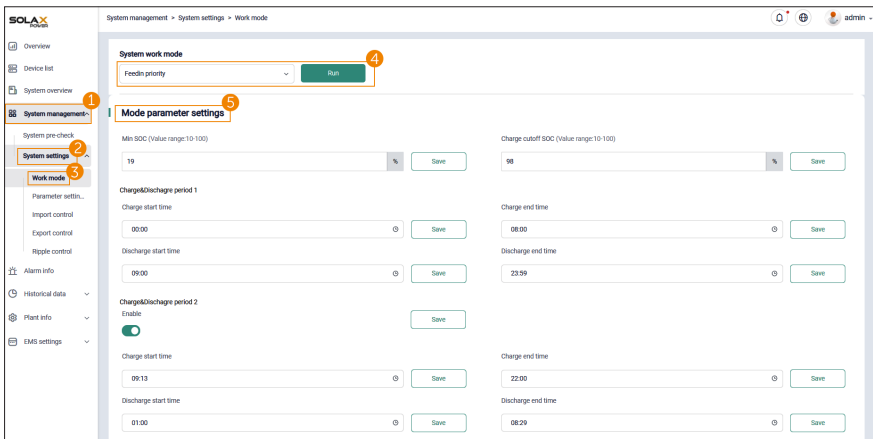 SOLAX
POWER
System management > System settings > Work mode
admin
Overview
Device list
System overview
1
System management
System pre-check
2
System settings
3
Work mode
Parameter settin...
Import control
Export control
Ripple control
Alarm info
Historical data
Plant info
EMS settings
System work mode
4
Feedin priority
Run
5
Mode parameter settings
Min SOC (Value range:10-100)
Charge cutoff SOC (Value range:10-100)
19 % Save
98 % Save
Charge&Dischagre period 1
Charge start time
Charge end time
00:00 Save
08:00 Save
Discharge start time
Discharge end time
09:00 Save
23:59 Save
Charge&Dischagre period 2
Enable
Save
Charge start time
Charge end time
09:13 Save
22:00 Save
Discharge start time
Discharge end time
01:00 Save
08:29 Save